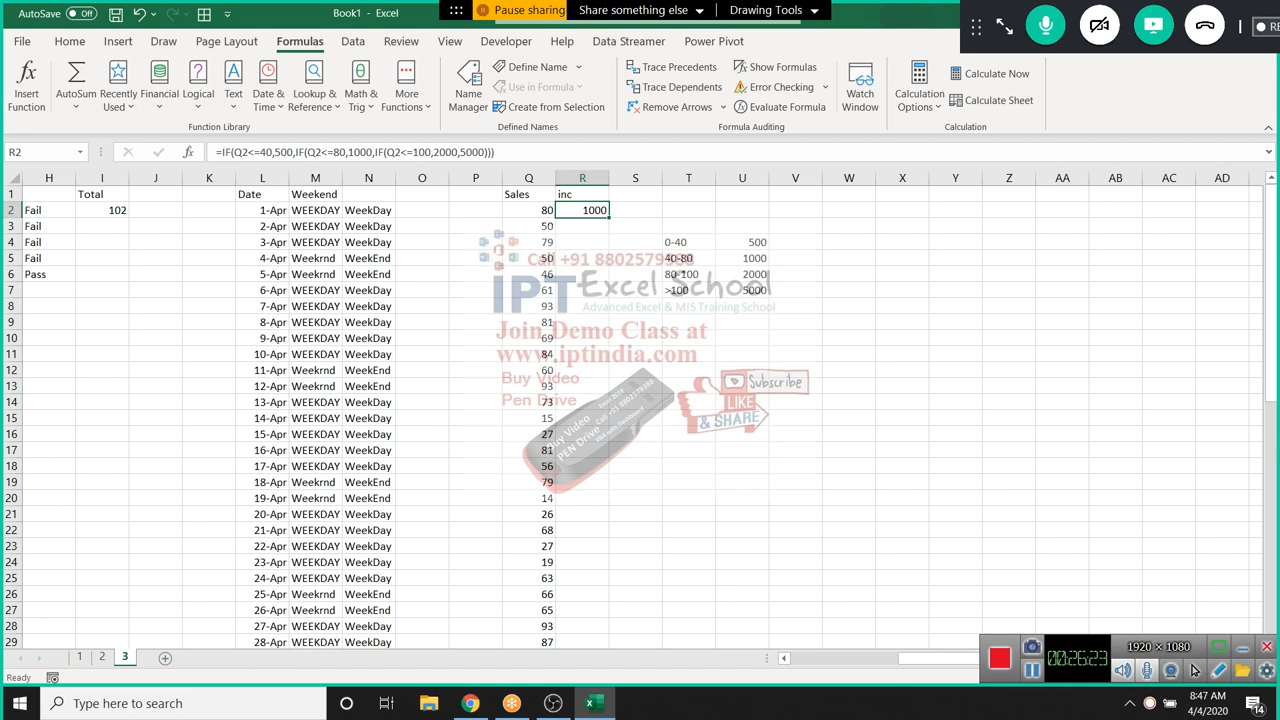 Pause sharing
Share something else
Drawing Tools
AutoSave Off
Book1 - Excel
File Home Insert Draw Page Layout Formulas Data Review View Developer Help Data Streamer Power Pivot
Insert Function
AutoSum
Recently Used
Financial
Logical
Text
Date & Time
Lookup & Reference
Math & Trig
More Functions
Function Library
Name Manager
Define Name
Use in Formula
Create from Selection
Defined Names
Trace Precedents
Trace Dependents
Remove Arrows
Show Formulas
Error Checking
Evaluate Formula
Formula Auditing
Watch Window
Calculation Options
Calculate Now
Calculate Sheet
Calculation
R2 fx =IF(Q2<=40,500,IF(Q2<=80,1000,IF(Q2<=100,2000,5000)))
H I J K L M N O P Q R S T U V W X Y Z AA AB AC AD
1 Total Date Weekend Sales inc
2 Fail 102 1-Apr WEEKDAY WeekDay 80 1000
3 Fail 2-Apr WEEKDAY WeekDay 50
4 Fail 3-Apr WEEKDAY WeekDay 79 0-40 500
5 Fail 4-Apr Weekrnd WeekEnd 50 40-80 1000
6 Pass 5-Apr Weekrnd WeekEnd 46 80-100 2000
7 6-Apr WEEKDAY WeekDay 61 >100 5000
8 7-Apr WEEKDAY WeekDay 93
9 8-Apr WEEKDAY WeekDay 81
10 9-Apr WEEKDAY WeekDay 69
11 10-Apr WEEKDAY WeekDay 84
12 11-Apr Weekrnd WeekEnd 60
13 12-Apr Weekrnd WeekEnd 93
14 13-Apr WEEKDAY WeekDay 73
15 14-Apr WEEKDAY WeekDay 15
16 15-Apr WEEKDAY WeekDay 27
17 16-Apr WEEKDAY WeekDay 81
18 17-Apr WEEKDAY WeekDay 56
19 18-Apr Weekrnd WeekEnd 79
20 19-Apr Weekrnd WeekEnd 14
21 20-Apr WEEKDAY WeekDay 26
22 21-Apr WEEKDAY WeekDay 68
23 22-Apr WEEKDAY WeekDay 27
24 23-Apr WEEKDAY WeekDay 19
25 24-Apr WEEKDAY WeekDay 63
26 25-Apr Weekrnd WeekEnd 66
27 26-Apr Weekrnd WeekEnd 65
28 27-Apr WEEKDAY WeekDay 93
29 28-Apr WEEKDAY WeekDay 87
Call +91 8802579388
IPT Excel School
Advanced Excel & MIS Training School
Join Demo Class at
www.iptindia.com
Buy Video
Pen Drive
Buy Video
PEN Drive
Subscribe
LIKE
& SHARE
1 2 3
Ready
1920 × 1080
00:26:23
Type here to search
8:47 AM
4/4/2020
14